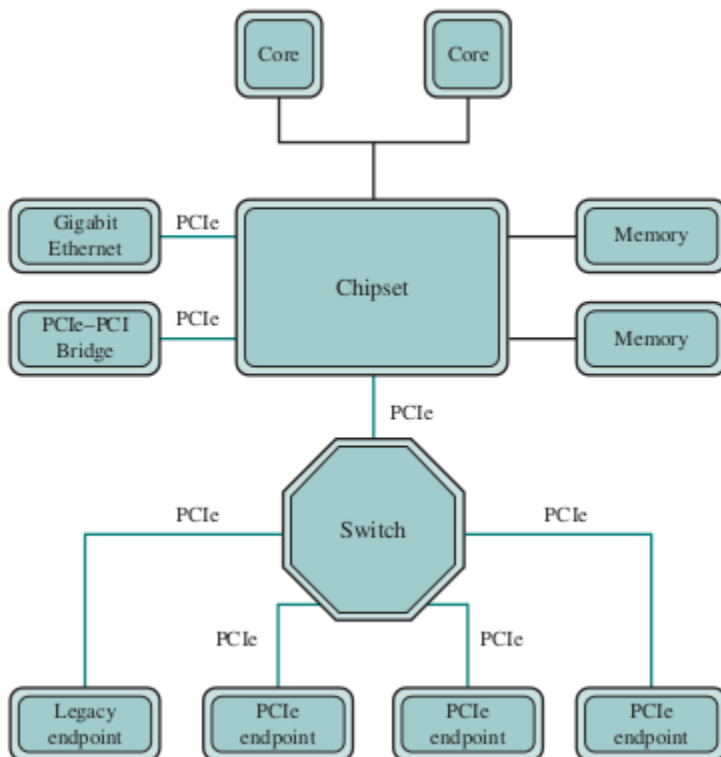 Core
Core
Gigabit
Ethernet
PCIe
Chipset
Memory
PCIe–PCI
Bridge
PCIe
Memory
PCIe
PCIe
Switch
PCIe
PCIe
PCIe
Legacy
endpoint
PCIe
endpoint
PCIe
endpoint
PCIe
endpoint